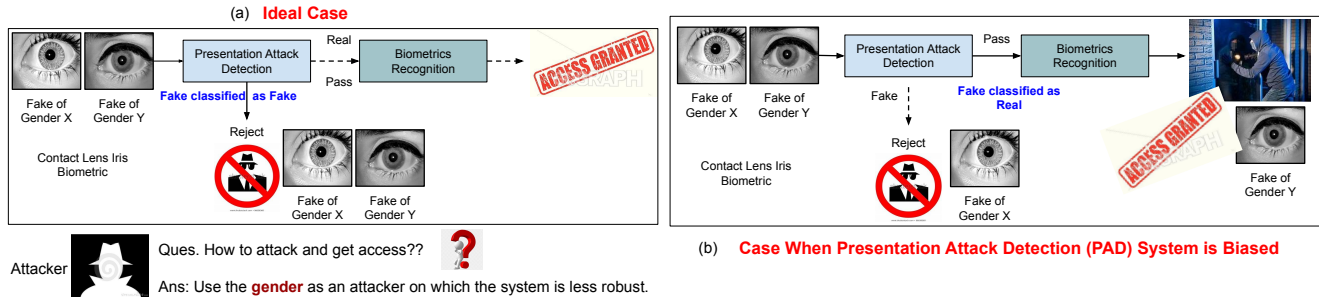 (a) Ideal Case
Presentation Attack
Detection
Real
Pass
Biometrics
Recognition
ACCESS GRANTED
Fake of
Gender X
Fake of
Gender Y
Fake classified as Fake
Reject
Contact Lens Iris
Biometric
Fake of
Gender X
Fake of
Gender Y
Attacker
Ques. How to attack and get access??
Ans: Use the gender as an attacker on which the system is less robust.
Presentation Attack
Detection
Pass
Biometrics
Recognition
Fake of
Gender X
Fake of
Gender Y
Fake
Fake classified as
Real
Reject
ACCESS GRANTED
Contact Lens Iris
Biometric
Fake of
Gender X
Fake of
Gender Y
(b) Case When Presentation Attack Detection (PAD) System is Biased